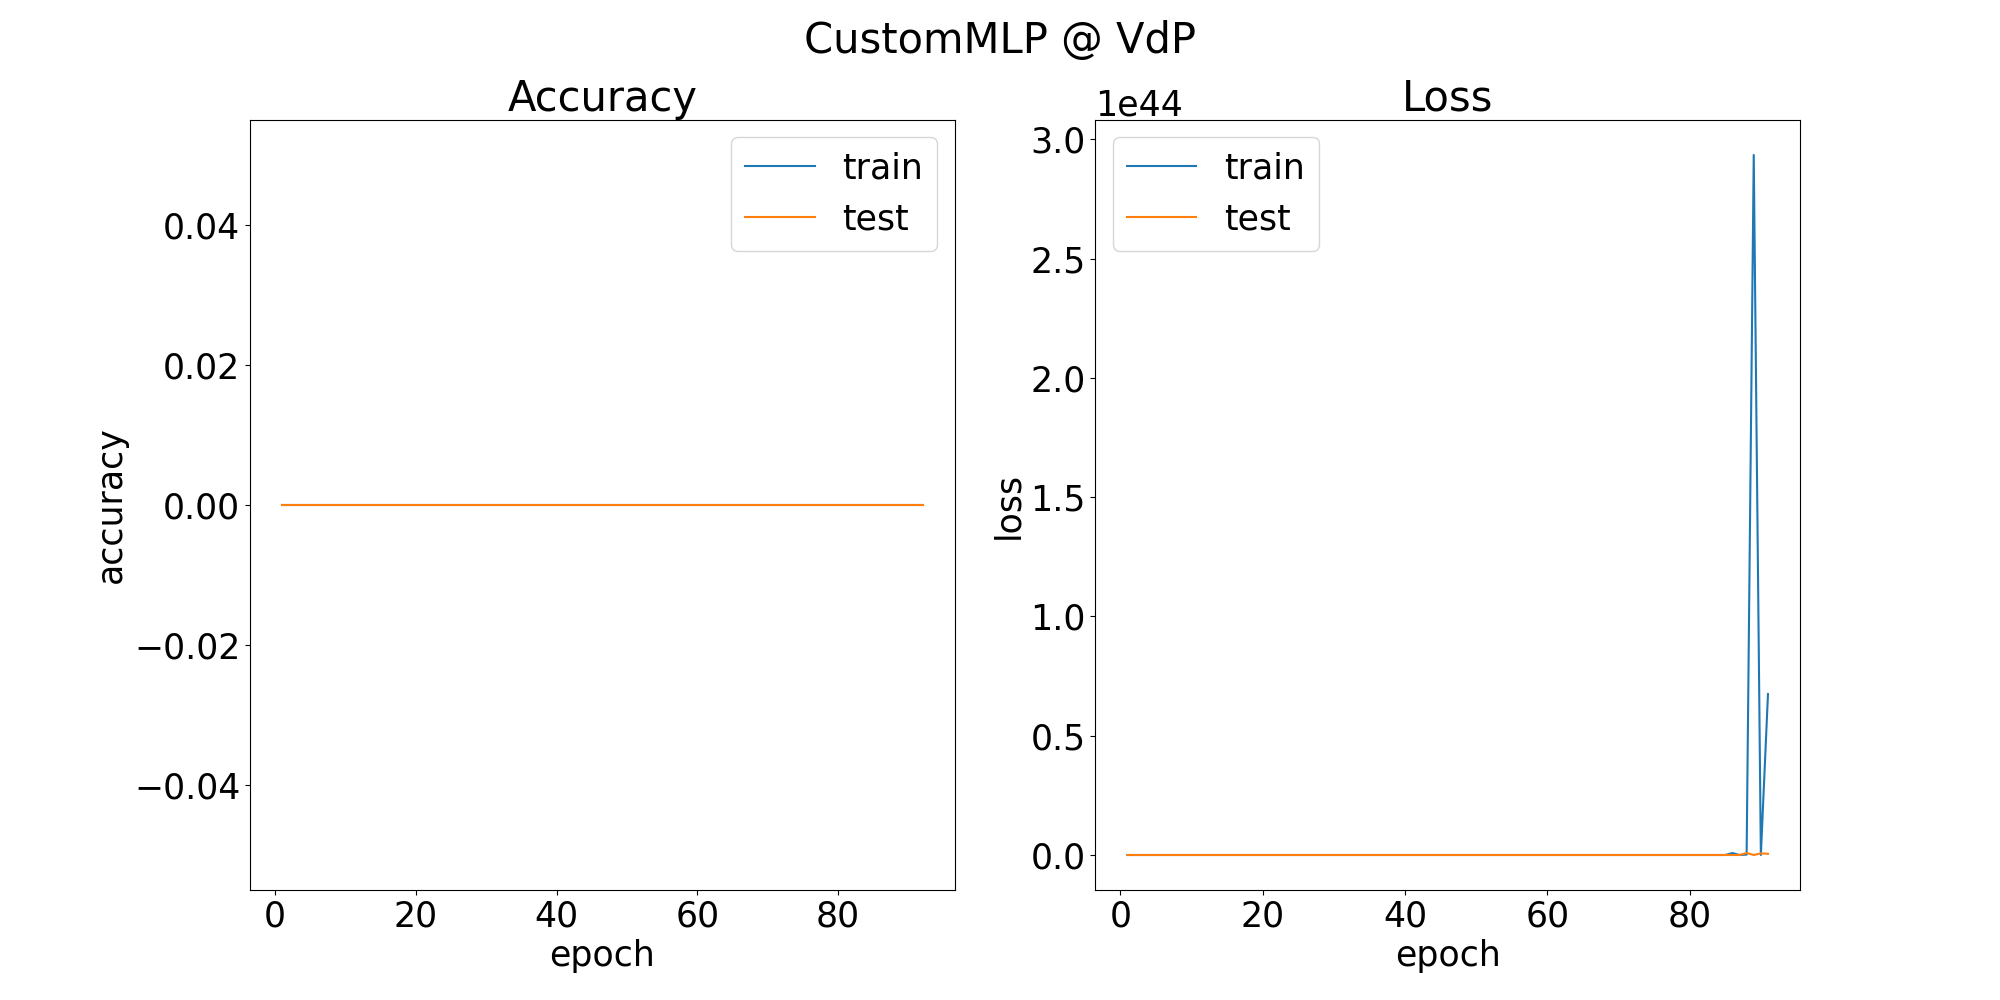 CustomMLP @ VdP
Accuracy
train
test
0.04
0.02
0.00
−0.02
−0.04
accuracy
0 20 40 60 80
epoch
Loss
1e44
train
test
3.0
2.5
2.0
1.5
1.0
0.5
0.0
loss
0 20 40 60 80
epoch